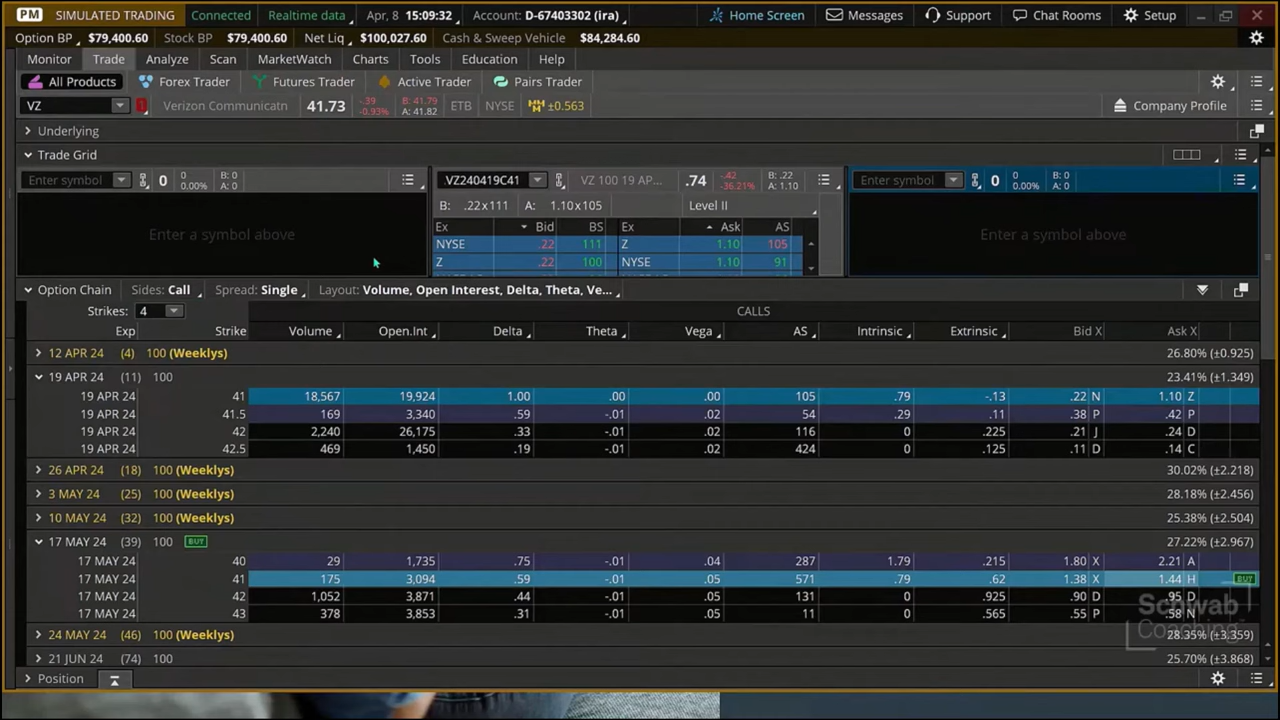 PM SIMULATED TRADING Connected Realtime data Apr, 8 15:09:32 Account: D-67403302 (ira) Home Screen Messages Support Chat Rooms Setup
Option BP $79,400.60 Stock BP $79,400.60 Net Liq $100,027.60 Cash & Sweep Vehicle $84,284.60
Monitor Trade Analyze Scan MarketWatch Charts Tools Education Help
All Products Forex Trader Futures Trader Active Trader Pairs Trader
VZ 1 Verizon Communicatn 41.73 -.39 -0.93% B: 41.79 A: 41.82 ETB NYSE ±0.563 Company Profile
Underlying
Trade Grid
Enter symbol 0 0 0.00% B: 0 A: 0 .VZ240419C41 VZ 100 19 AP... .74 -.42 -36.21% B: .22 A: 1.10 Enter symbol 0 0 0.00% B: 0 A: 0
B: .22x111 A: 1.10x105 Level II
Ex Bid BS Ex Ask AS
Enter a symbol above NYSE .22 111 Z 1.10 105 Enter a symbol above
Z .22 100 NYSE 1.10 91
Option Chain Sides: Call Spread: Single Layout: Volume, Open Interest, Delta, Theta, Ve...
Strikes: 4 CALLS
Exp Strike Volume Open.Int Delta Theta Vega AS Intrinsic Extrinsic Bid X Ask X
12 APR 24 (4) 100 (Weeklys) 26.80% (±0.925)
19 APR 24 (11) 100 23.41% (±1.349)
19 APR 24 41 18,567 19,924 1.00 .00 .00 105 .79 -.13 .22 N 1.10 Z
19 APR 24 41.5 169 3,340 .59 -.01 .02 54 .29 .11 .38 P .42 P
19 APR 24 42 2,240 26,175 .33 -.01 .02 116 0 .225 .21 J .24 D
19 APR 24 42.5 469 1,450 .19 -.01 .02 424 0 .125 .11 D .14 C
26 APR 24 (18) 100 (Weeklys) 30.02% (±2.218)
3 MAY 24 (25) 100 (Weeklys) 28.18% (±2.456)
10 MAY 24 (32) 100 (Weeklys) 25.38% (±2.504)
17 MAY 24 (39) 100 BUY 27.22% (±2.967)
17 MAY 24 40 29 1,735 .75 -.01 .04 287 1.79 .215 1.80 X 2.21 A
17 MAY 24 41 175 3,094 .59 -.01 .05 571 .79 .62 1.38 X 1.44 H BUY
17 MAY 24 42 1,052 3,871 .44 -.01 .05 131 0 .925 .90 D .95 D
17 MAY 24 43 378 3,853 .31 -.01 .05 11 0 .565 .55 P .58 N
Schwab
Coaching
24 MAY 24 (46) 100 (Weeklys) 28.35% (±3.359)
21 JUN 24 (74) 100 25.70% (±3.868)
Position